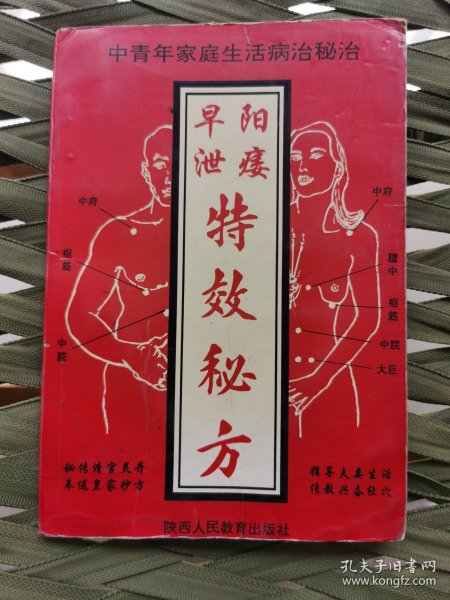 中青年家庭生活病治秘治
阳痿
早泄
特效秘方
中府
枢筋
中脘
中府
膻中
枢筋
中脘
大巨
秘传清宫灵丹
奉送皇家妙方
指导夫妻生活
传教兴奋经穴
陕西人民教育出版社
孔夫子旧书网
www.kongfz.com